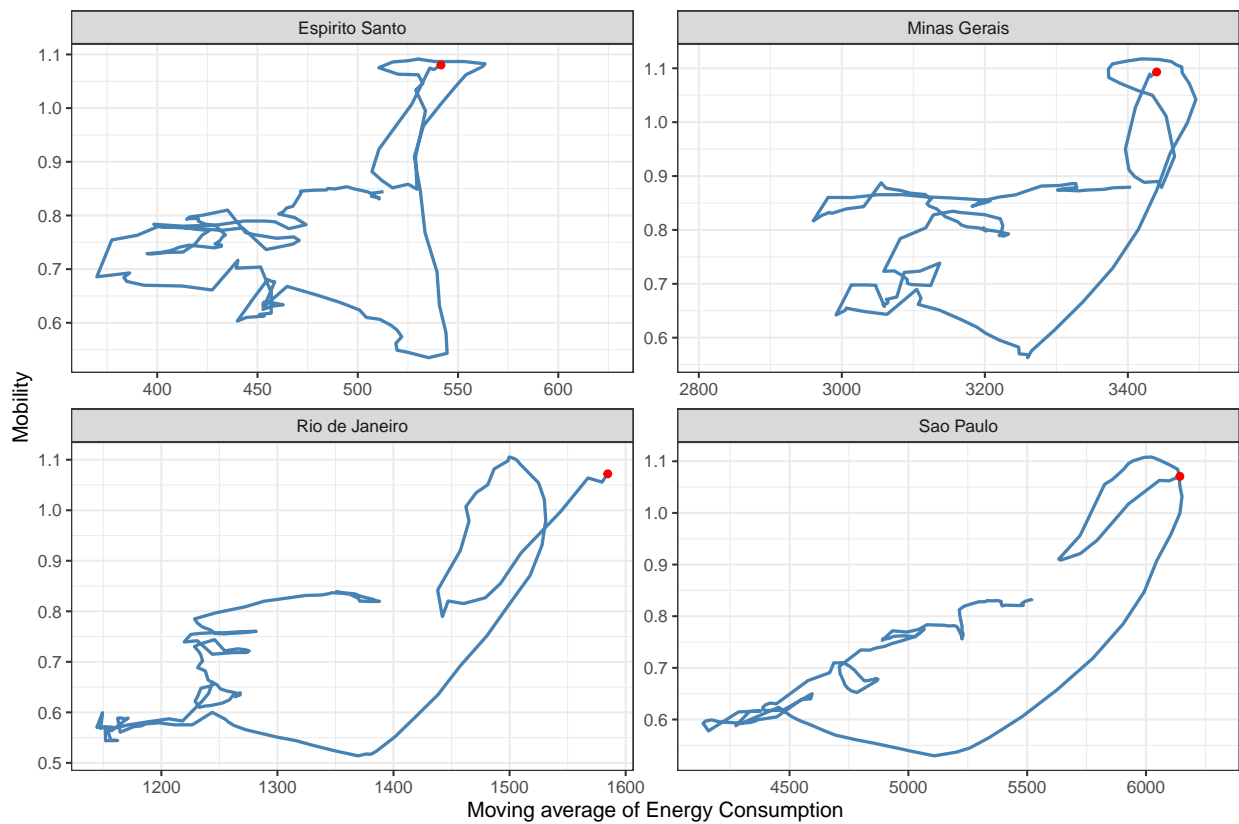 Espirito Santo
Minas Gerais
1.1
1.0
0.9
0.8
0.7
0.6
400 450 500 550 600
1.1
1.0
0.9
0.8
0.7
0.6
2800 3000 3200 3400
Mobility
Rio de Janeiro
Sao Paulo
1.1
1.0
0.9
0.8
0.7
0.6
0.5
1200 1300 1400 1500 1600
1.1
1.0
0.9
0.8
0.7
0.6
4500 5000 5500 6000
Moving average of Energy Consumption